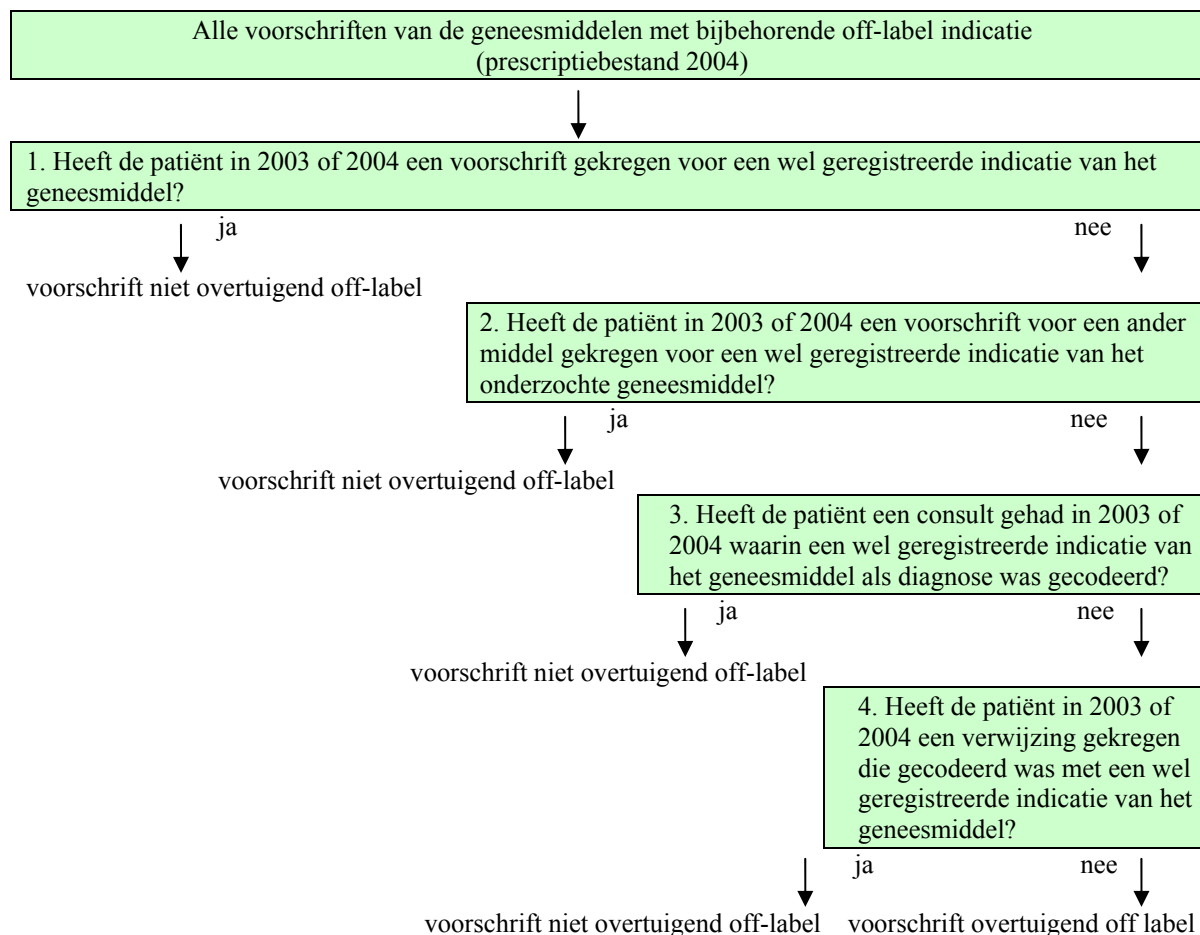 Alle voorschriften van de geneesmiddelen met bijbehorende off-label indicatie
(prescriptiebestand 2004)
1. Heeft de patiënt in 2003 of 2004 een voorschrift gekregen voor een wel geregistreerde indicatie van het
geneesmiddel?
ja
nee
voorschrift niet overtuigend off-label
2. Heeft de patiënt in 2003 of 2004 een voorschrift voor een ander
middel gekregen voor een wel geregistreerde indicatie van het
onderzochte geneesmiddel?
ja
nee
voorschrift niet overtuigend off-label
3. Heeft de patiënt een consult gehad in 2003 of
2004 waarin een wel geregistreerde indicatie van
het geneesmiddel als diagnose was gecodeerd?
ja
nee
voorschrift niet overtuigend off-label
4. Heeft de patiënt in 2003 of
2004 een verwijzing gekregen
die gecodeerd was met een wel
geregistreerde indicatie van het
geneesmiddel?
ja
nee
voorschrift niet overtuigend off-label
voorschrift overtuigend off label